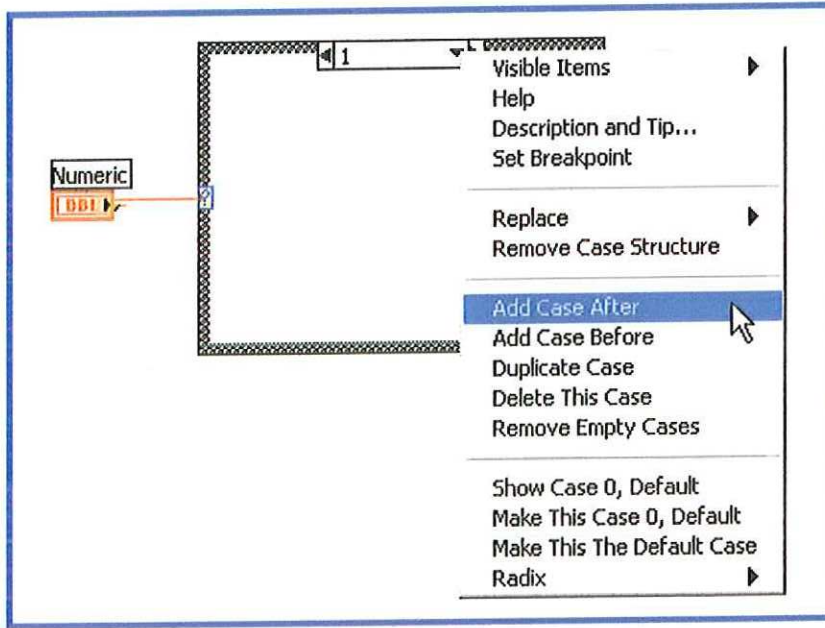 1
Visible Items
Help
Description and Tip...
Set Breakpoint
Numeric
DBL
?
Replace
Remove Case Structure
Add Case After
Add Case Before
Duplicate Case
Delete This Case
Remove Empty Cases
Show Case 0, Default
Make This Case 0, Default
Make This The Default Case
Radix